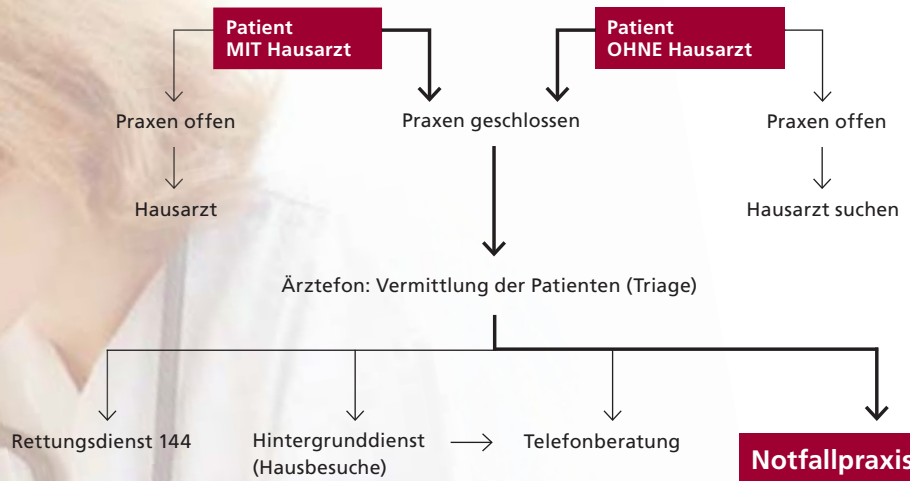 Patient
MIT Hausarzt
Patient
OHNE Hausarzt
Praxen offen
Praxen geschlossen
Praxen offen
Hausarzt
Hausarzt suchen
Ärztefon: Vermittlung der Patienten (Triage)
Rettungsdienst 144
Hintergrunddienst
(Hausbesuche)
Telefonberatung
Notfallpraxis